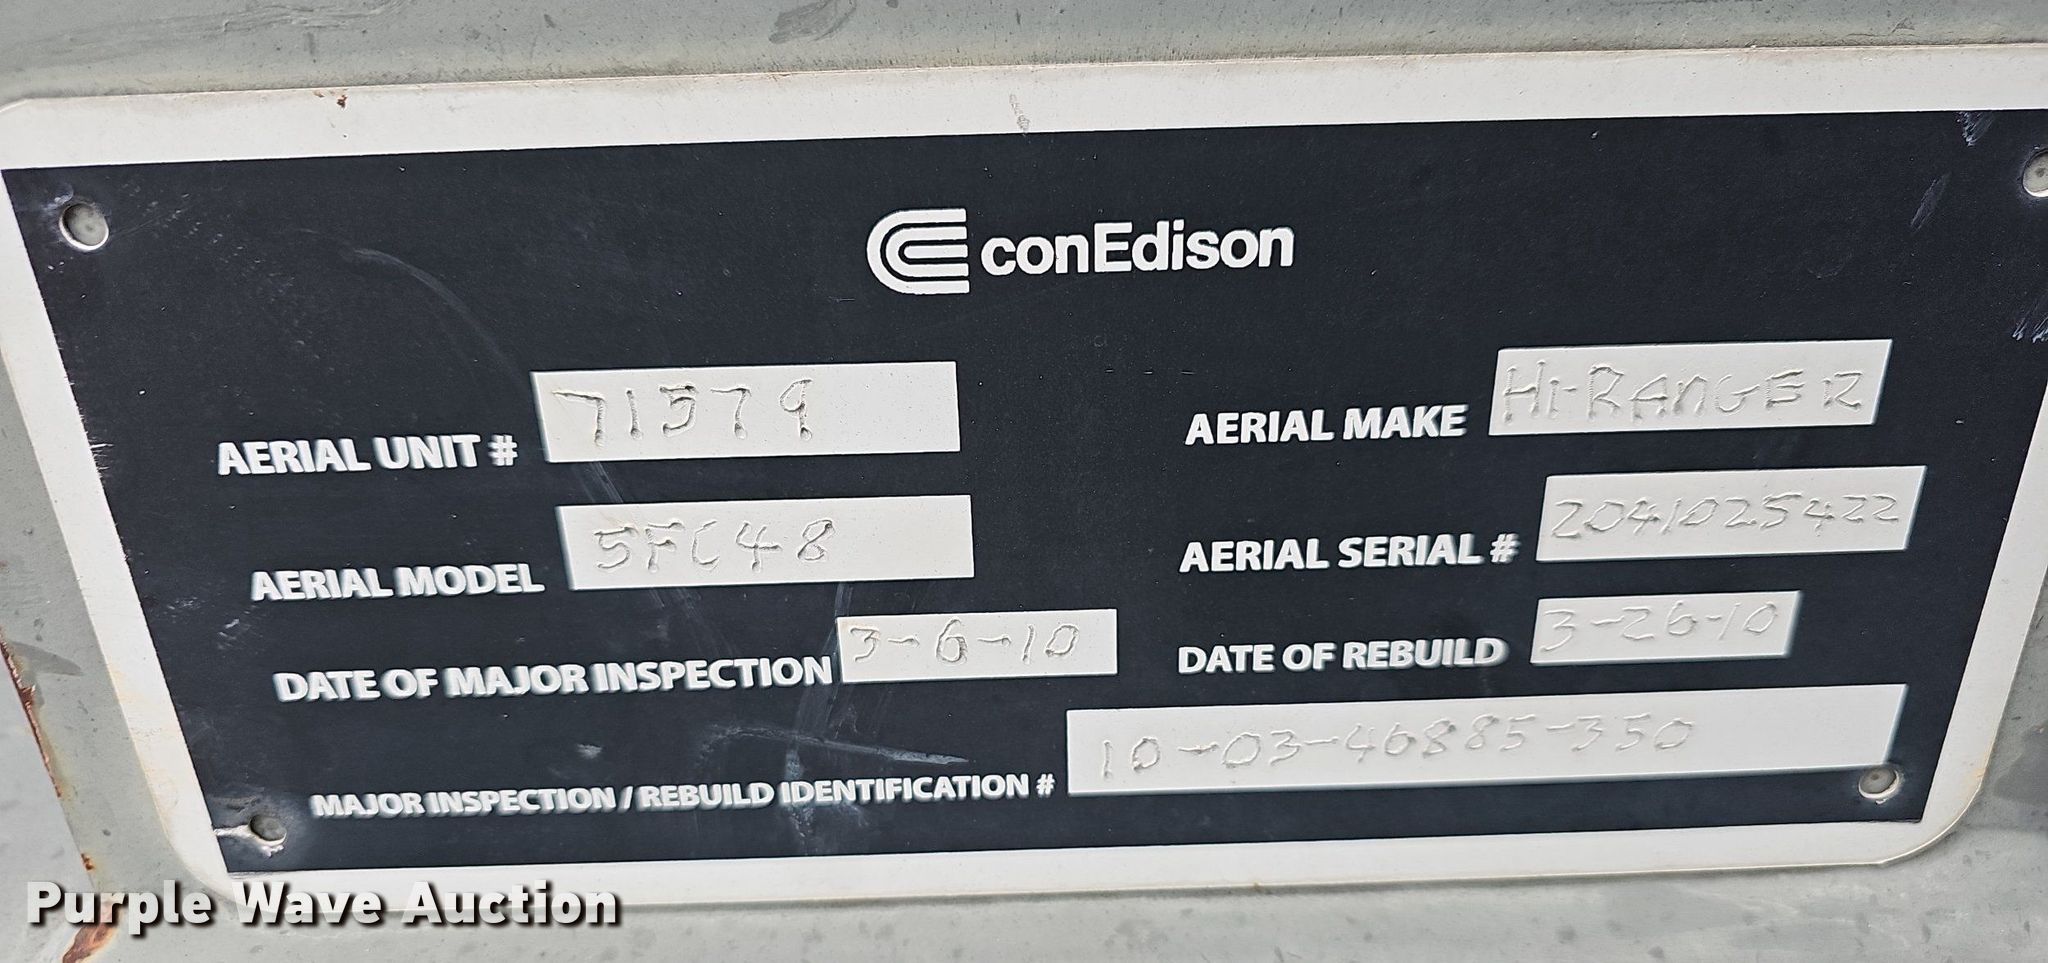 conEdison
AERIAL UNIT # 71579
AERIAL MAKE Hi-RANGER
AERIAL MODEL 5FC48
AERIAL SERIAL # 2041025422
DATE OF MAJOR INSPECTION 3-6-10
DATE OF REBUILD 3-26-10
MAJOR INSPECTION / REBUILD IDENTIFICATION # 10-03-46885-350
Purple Wave Auction